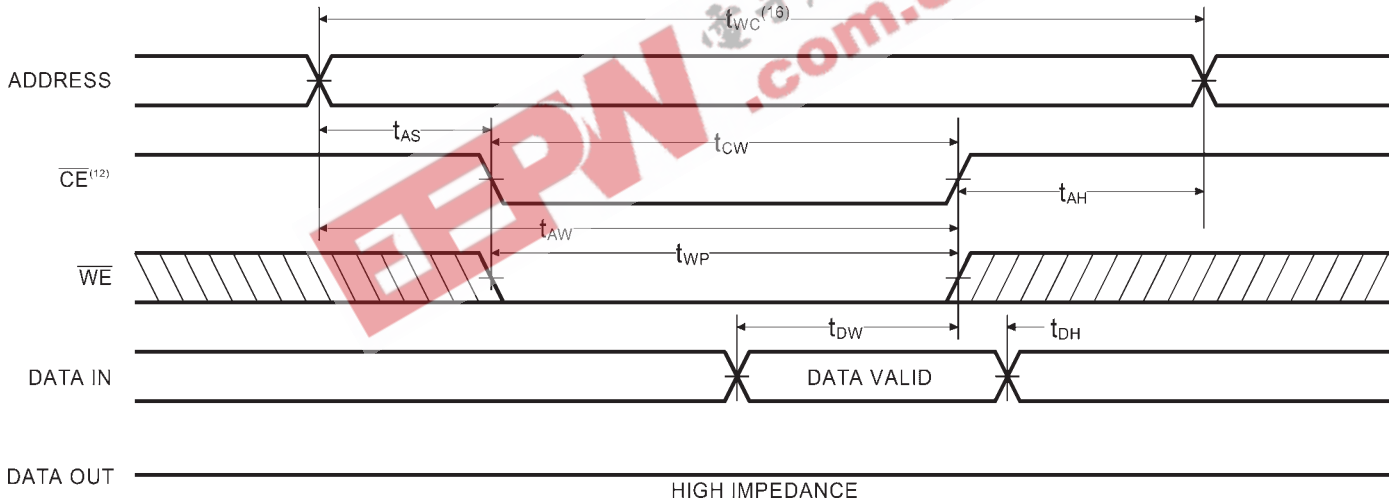 tWC(16)
ADDRESS
tAS
tCW
CE(12)
tAH
tAW
WE
tWP
tDW
tDH
DATA IN
DATA VALID
DATA OUT
HIGH IMPEDANCE
EEPW
.com.c